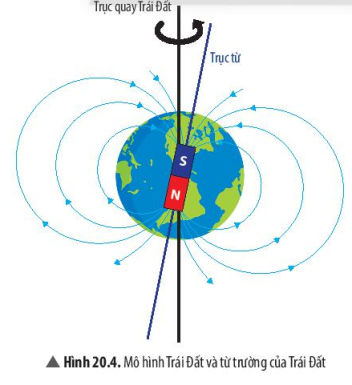 Trục quay Trái Đất
Trục từ
S
N
▲ Hình 20.4. Mô hình Trái Đất và từ trường của Trái Đất